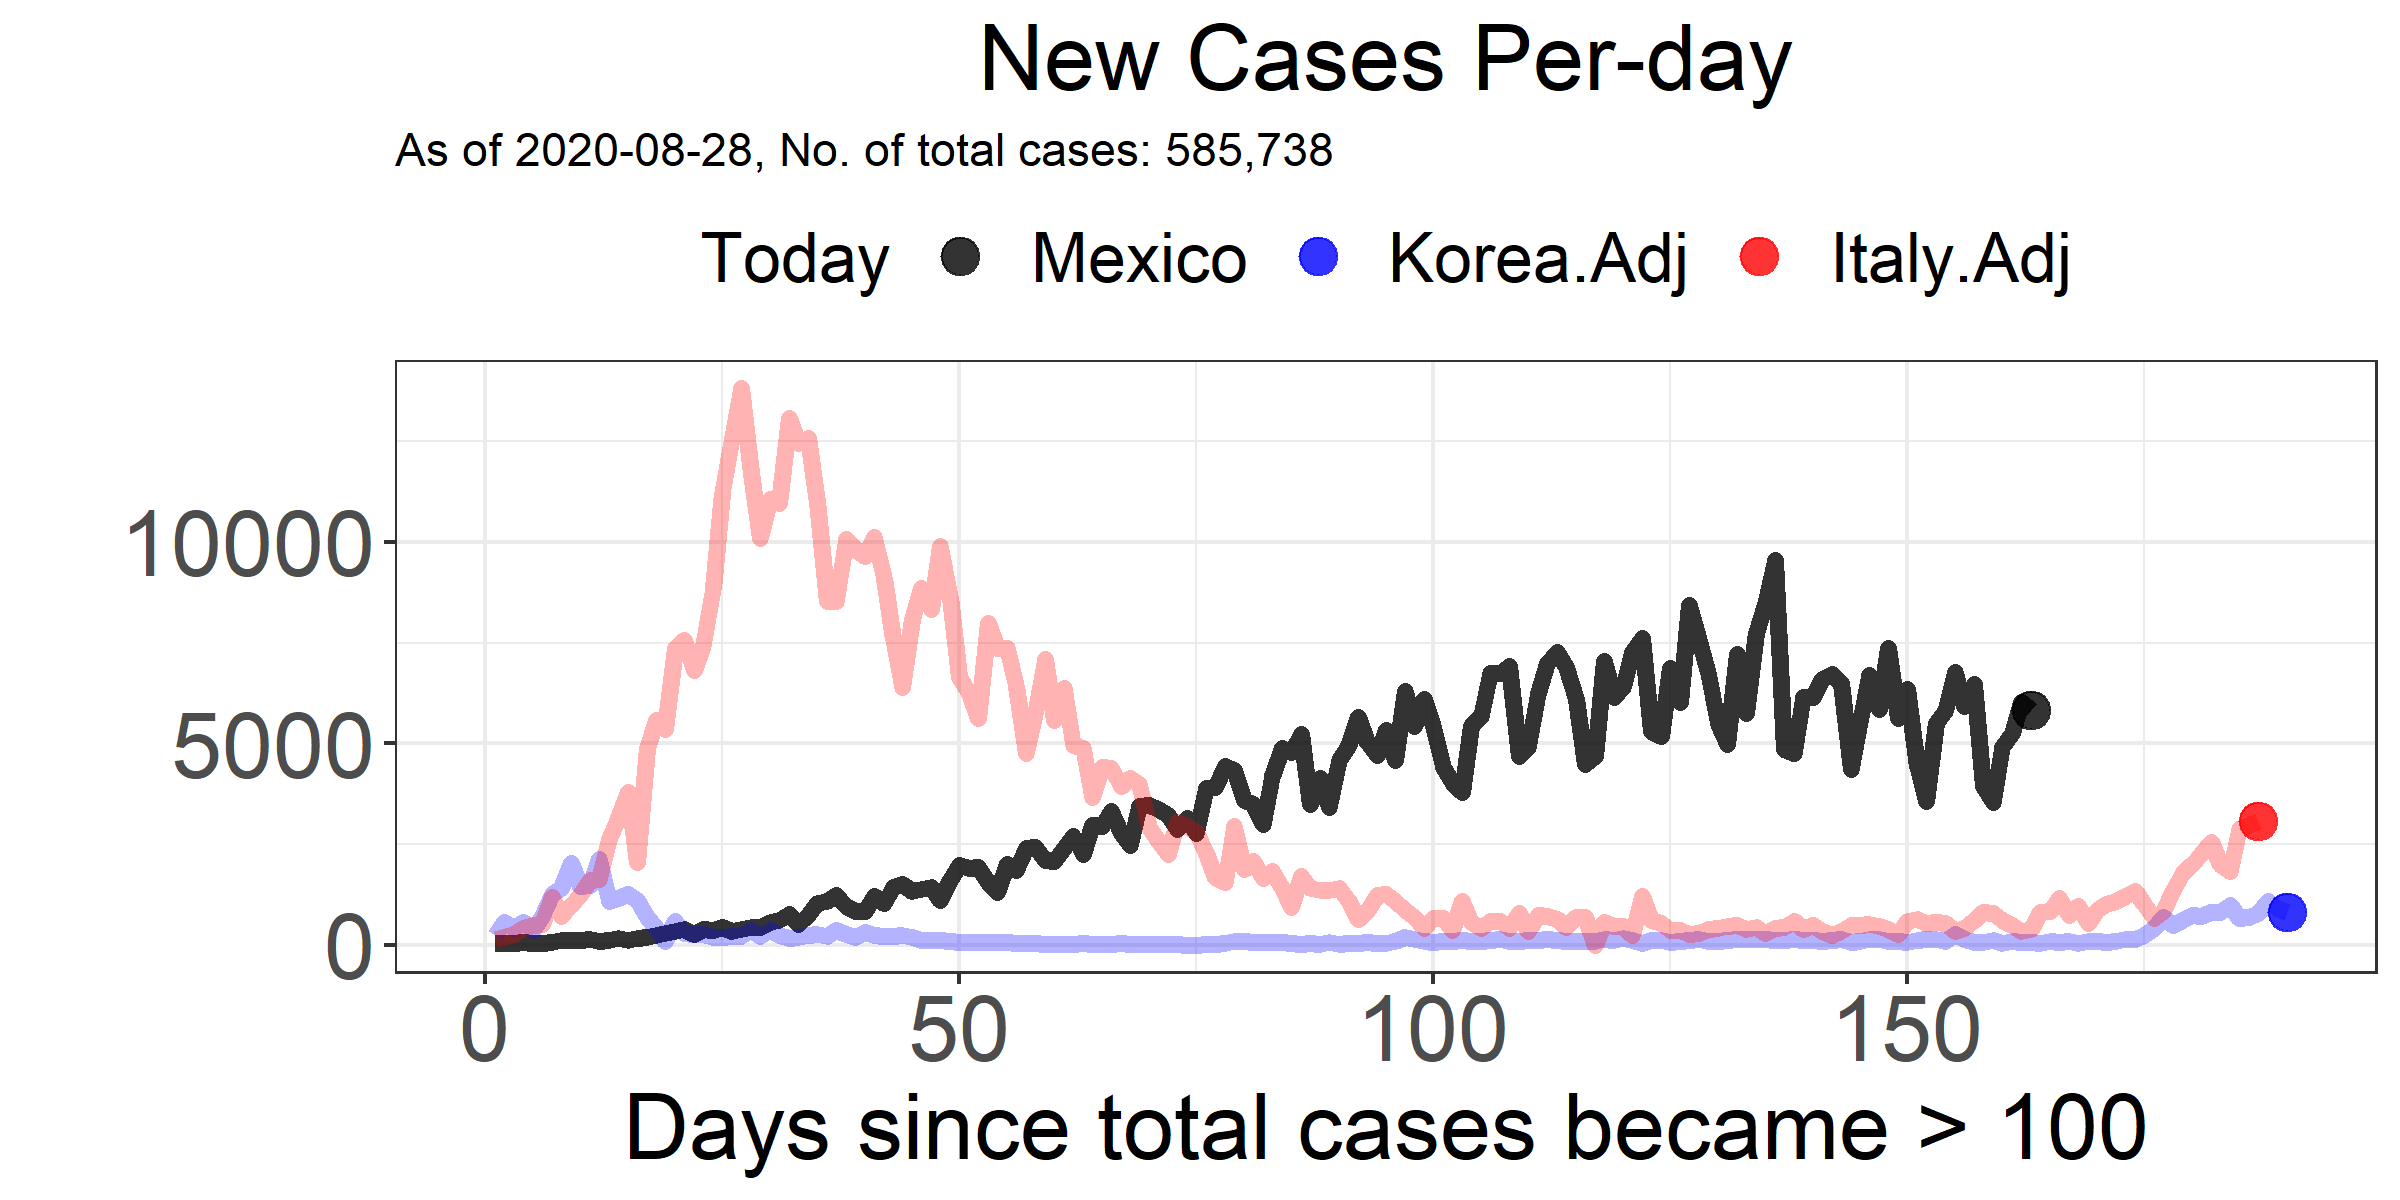 New Cases Per-day
As of 2020-08-28, No. of total cases: 585,738
Today Mexico Korea.Adj Italy.Adj
10000
5000
0
0 50 100 150
Days since total cases became > 100